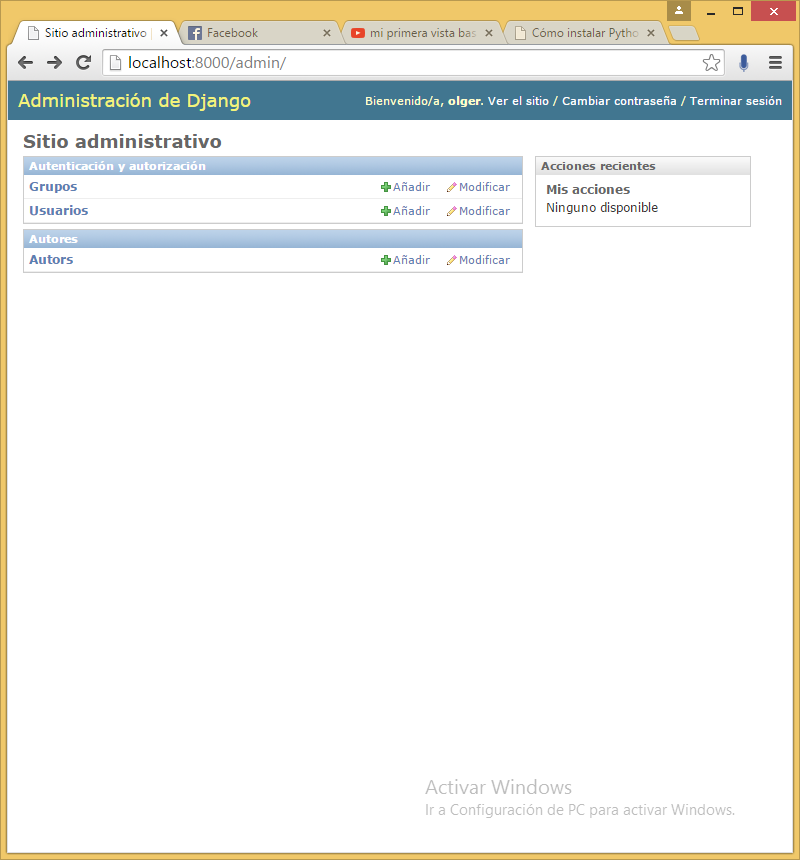 Sitio administrativo
Facebook
mi primera vista bas
Cómo instalar Pytho
localhost:8000/admin/
Administración de Django
Bienvenido/a, olger. Ver el sitio / Cambiar contraseña / Terminar sesión
Sitio administrativo
Autenticación y autorización
Grupos Añadir Modificar
Usuarios Añadir Modificar
Autores
Autors Añadir Modificar
Acciones recientes
Mis acciones
Ninguno disponible
Activar Windows
Ir a Configuración de PC para activar Windows.